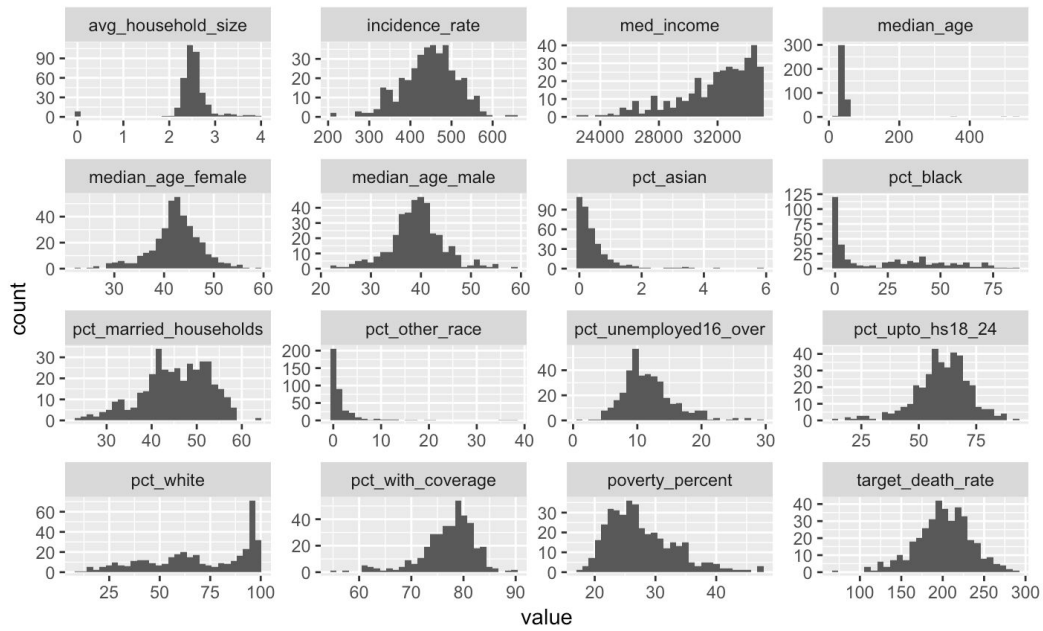 avg_household_size incidence_rate med_income median_age
90 60 30 0
0 1 2 3 4
30 20 10 0
200 300 400 500 600
40 30 20 10 0
24000 28000 32000
300 200 100 0
0 200 400
median_age_female median_age_male pct_asian pct_black
40 20 0
30 40 50 60
40 30 20 10 0
20 30 40 50 60
90 60 30 0
0 2 4 6
125 100 75 50 25 0
0 25 50 75
pct_married_households pct_other_race pct_unemployed16_over pct_upto_hs18_24
30 20 10 0
30 40 50 60
200 150 100 50 0
0 10 20 30 40
40 20 0
0 10 20 30
40 30 20 10 0
25 50 75
pct_white pct_with_coverage poverty_percent target_death_rate
60 40 20 0
25 50 75 100
40 20 0
60 70 80 90
30 20 10 0
20 30 40
40 30 20 10 0
100 150 200 250 300
count
value